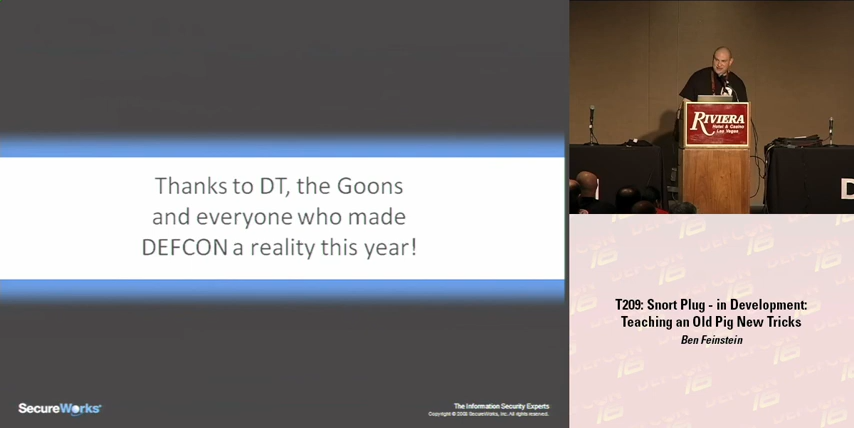 Thanks to DT, the Goons
and everyone who made
DEFCON a reality this year!
SecureWorks
The Information Security Experts
Copyright © 2008 SecureWorks, Inc. All rights reserved.
RIVIERA
Hotel & Casino
Las Vegas
D
T209: Snort Plug - in Development:
Teaching an Old Pig New Tricks
Ben Feinstein
DEFCON 16